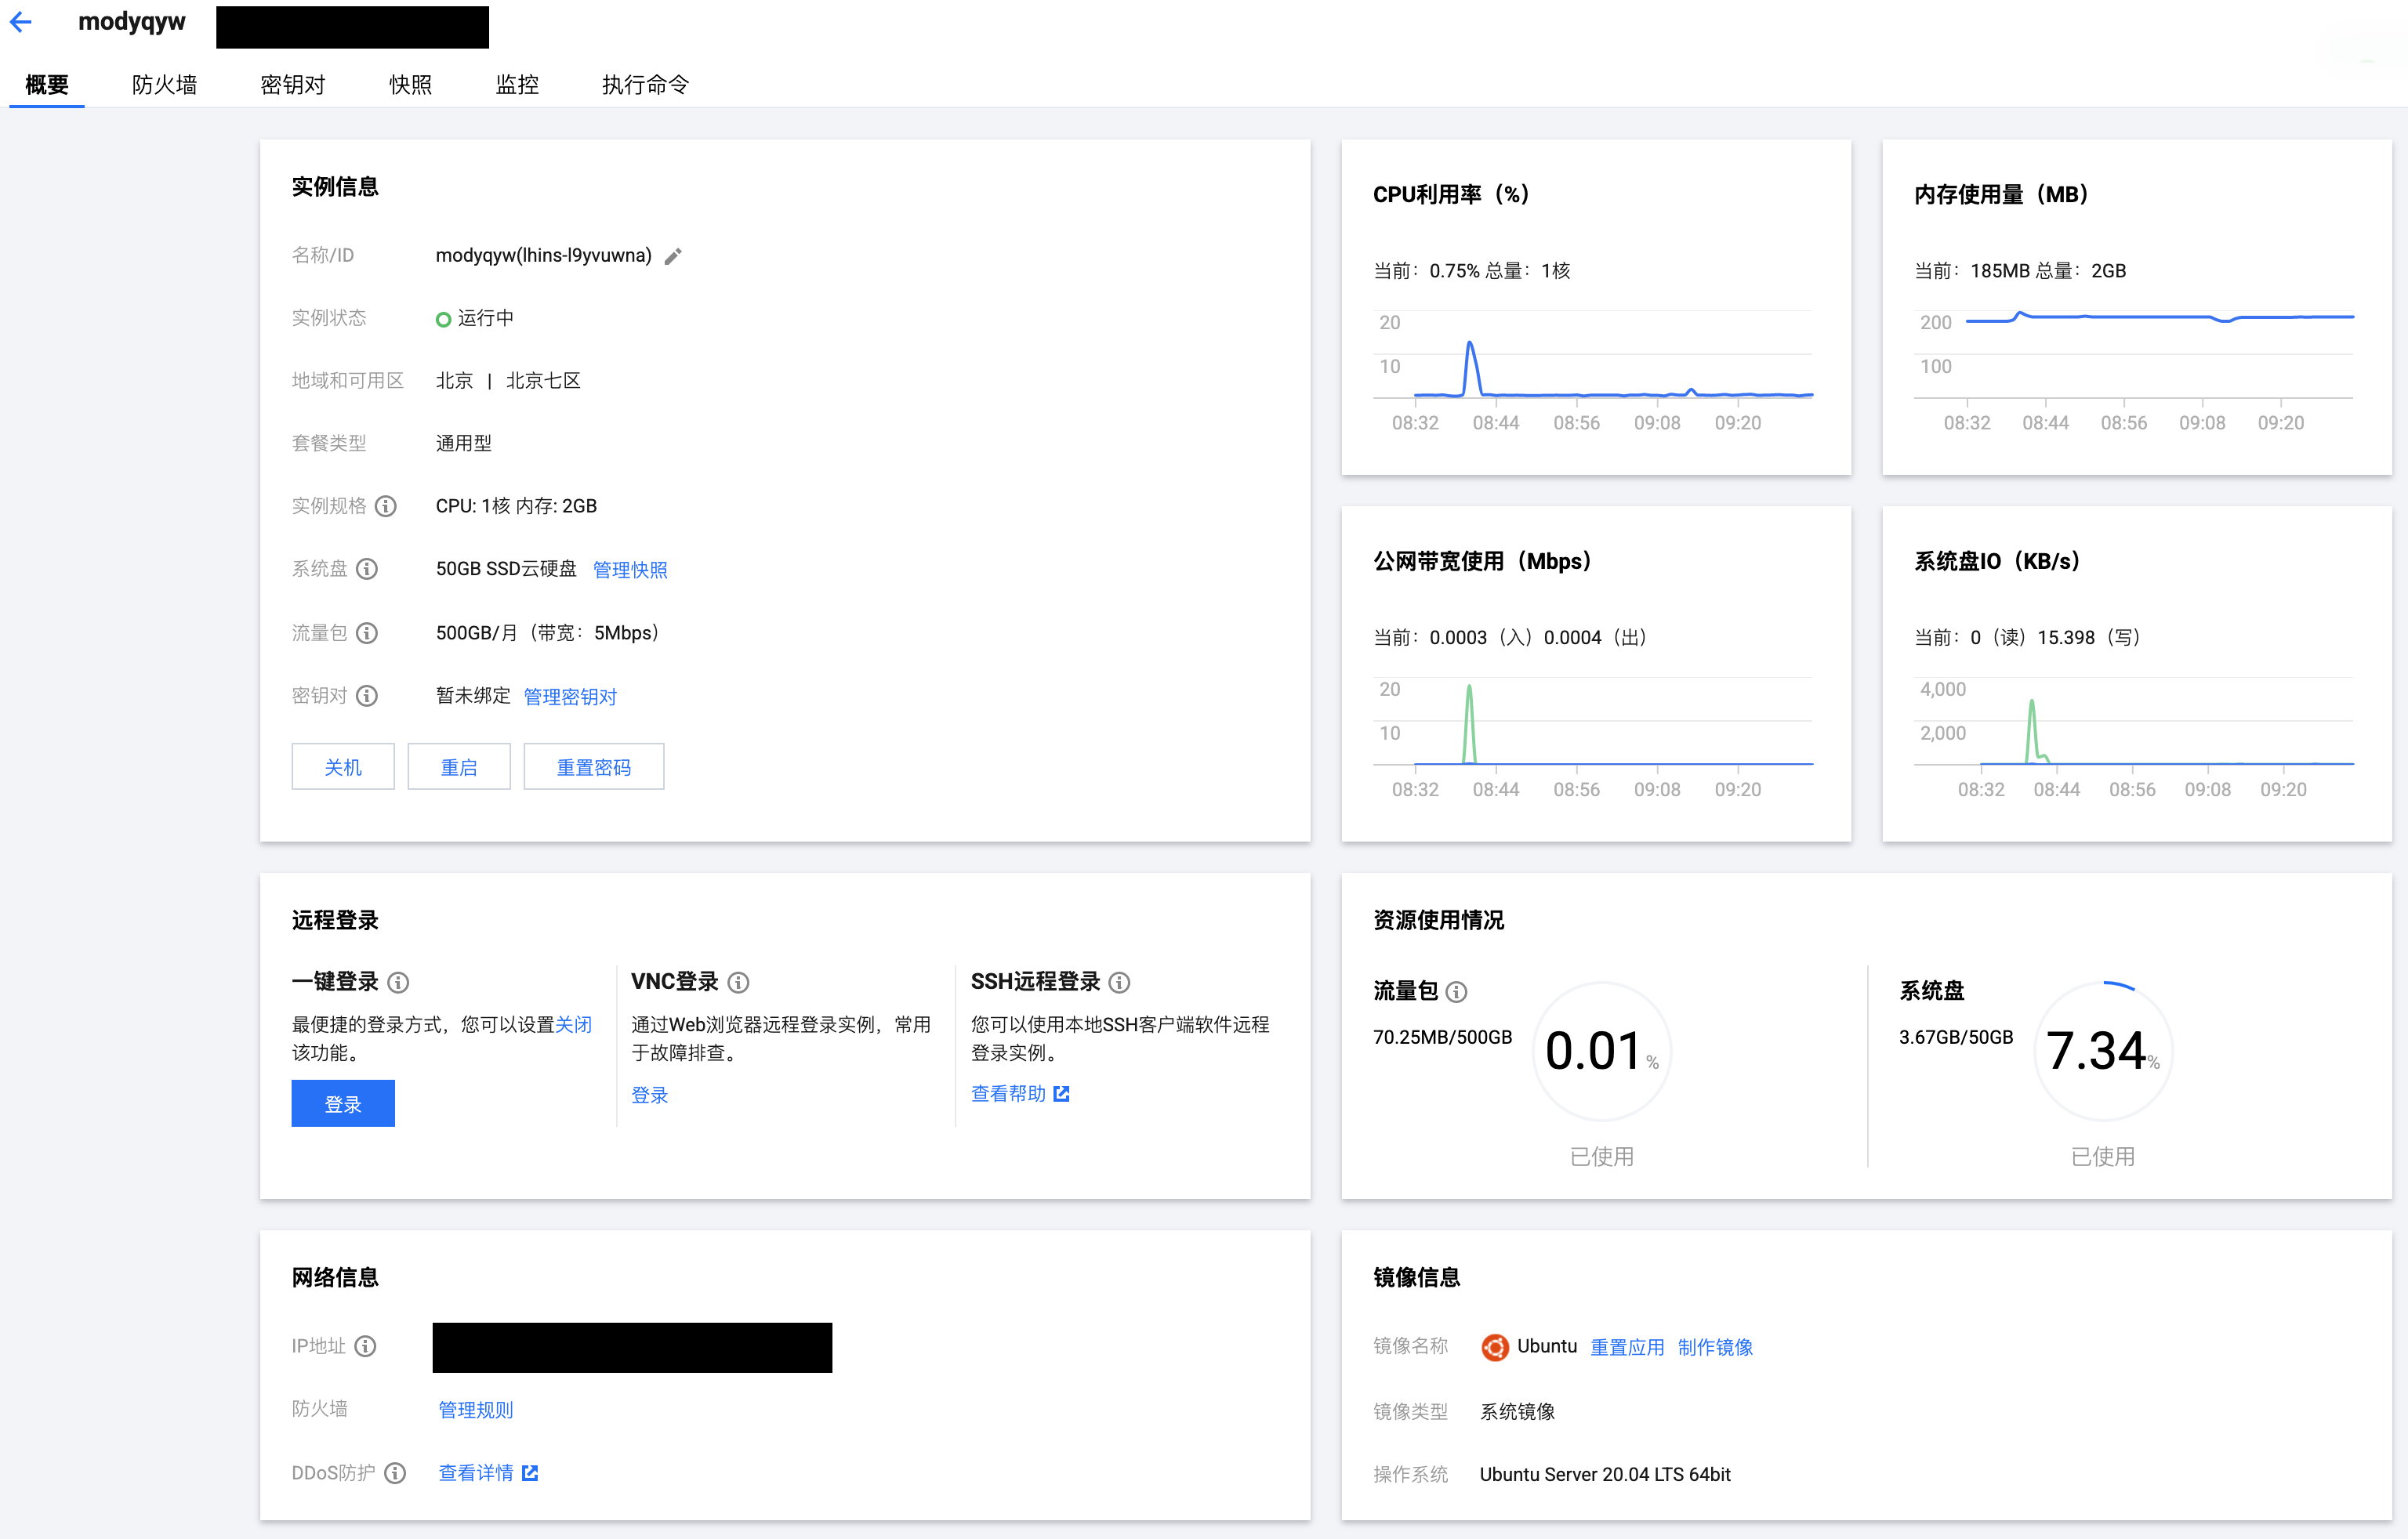 modyqyw
概要 防火墙 密钥对 快照 监控 执行命令
实例信息
名称/ID modyqyw(lhins-l9yvuwna)
实例状态 运行中
地域和可用区 北京 | 北京七区
套餐类型 通用型
实例规格 CPU: 1核 内存: 2GB
系统盘 50GB SSD云硬盘 管理快照
流量包 500GB/月（带宽：5Mbps）
密钥对 暂未绑定 管理密钥对
关机 重启 重置密码
CPU利用率（%）
当前：0.75% 总量：1核
20
10
08:32 08:44 08:56 09:08 09:20
内存使用量（MB）
当前：185MB 总量：2GB
200
100
08:32 08:44 08:56 09:08 09:20
公网带宽使用（Mbps）
当前：0.0003（入）0.0004（出）
20
10
08:32 08:44 08:56 09:08 09:20
系统盘IO（KB/s）
当前：0（读）15.398（写）
4,000
2,000
08:32 08:44 08:56 09:08 09:20
远程登录
一键登录
最便捷的登录方式，您可以设置关闭
该功能。
登录
VNC登录
通过Web浏览器远程登录实例，常用
于故障排查。
登录
SSH远程登录
您可以使用本地SSH客户端软件远程
登录实例。
查看帮助
资源使用情况
流量包
70.25MB/500GB
0.01%
已使用
系统盘
3.67GB/50GB
7.34%
已使用
网络信息
IP地址
防火墙 管理规则
DDoS防护 查看详情
镜像信息
镜像名称 Ubuntu 重置应用 制作镜像
镜像类型 系统镜像
操作系统 Ubuntu Server 20.04 LTS 64bit